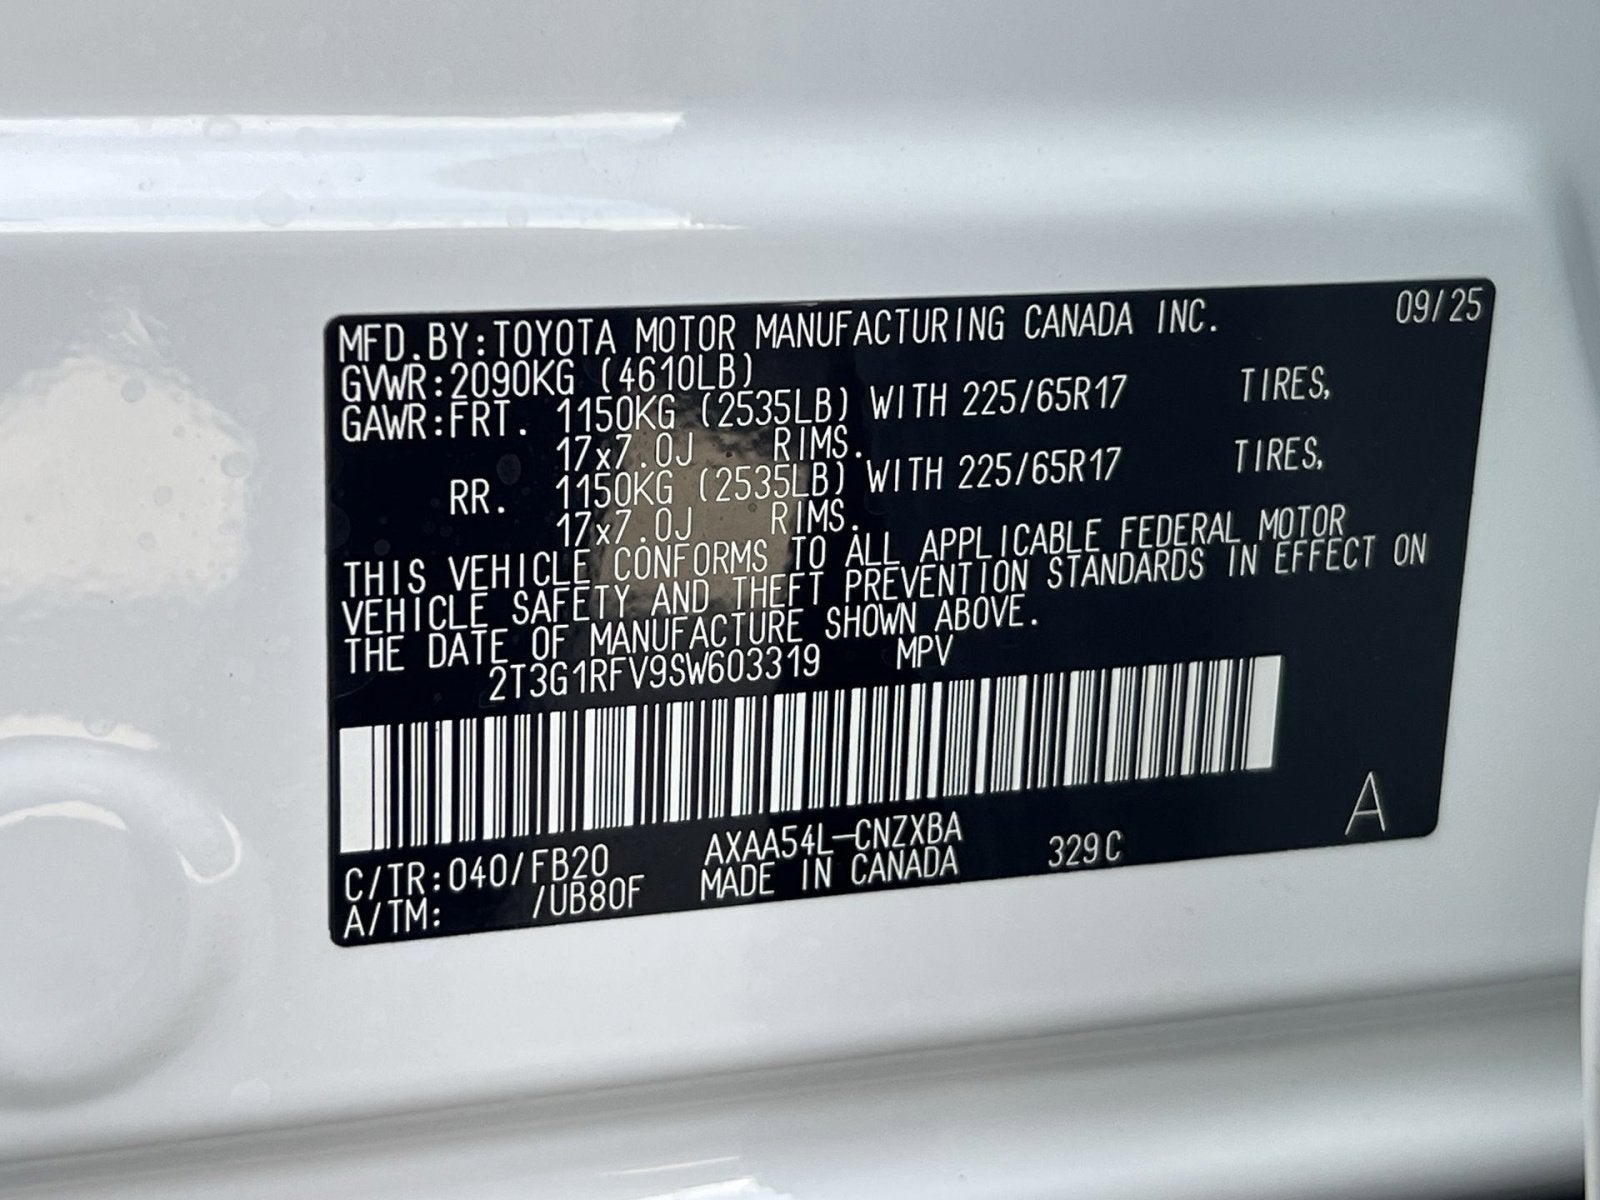 MFD.BY:TOYOTA MOTOR MANUFACTURING CANADA INC. 09/25
GVWR:2090KG (4610LB)
GAWR:FRT. 1150KG (2535LB) WITH 225/65R17 TIRES,
17x7.0J RIMS.
RR. 1150KG (2535LB) WITH 225/65R17 TIRES,
17x7.0J RIMS.
THIS VEHICLE CONFORMS TO ALL APPLICABLE FEDERAL MOTOR
VEHICLE SAFETY AND THEFT PREVENTION STANDARDS IN EFFECT ON
THE DATE OF MANUFACTURE SHOWN ABOVE.
2T3G1RFV9SW603319 MPV
C/TR:040/FB20 AXAA54L-CNZXBA 329C A
A/TM: /UB80F MADE IN CANADA